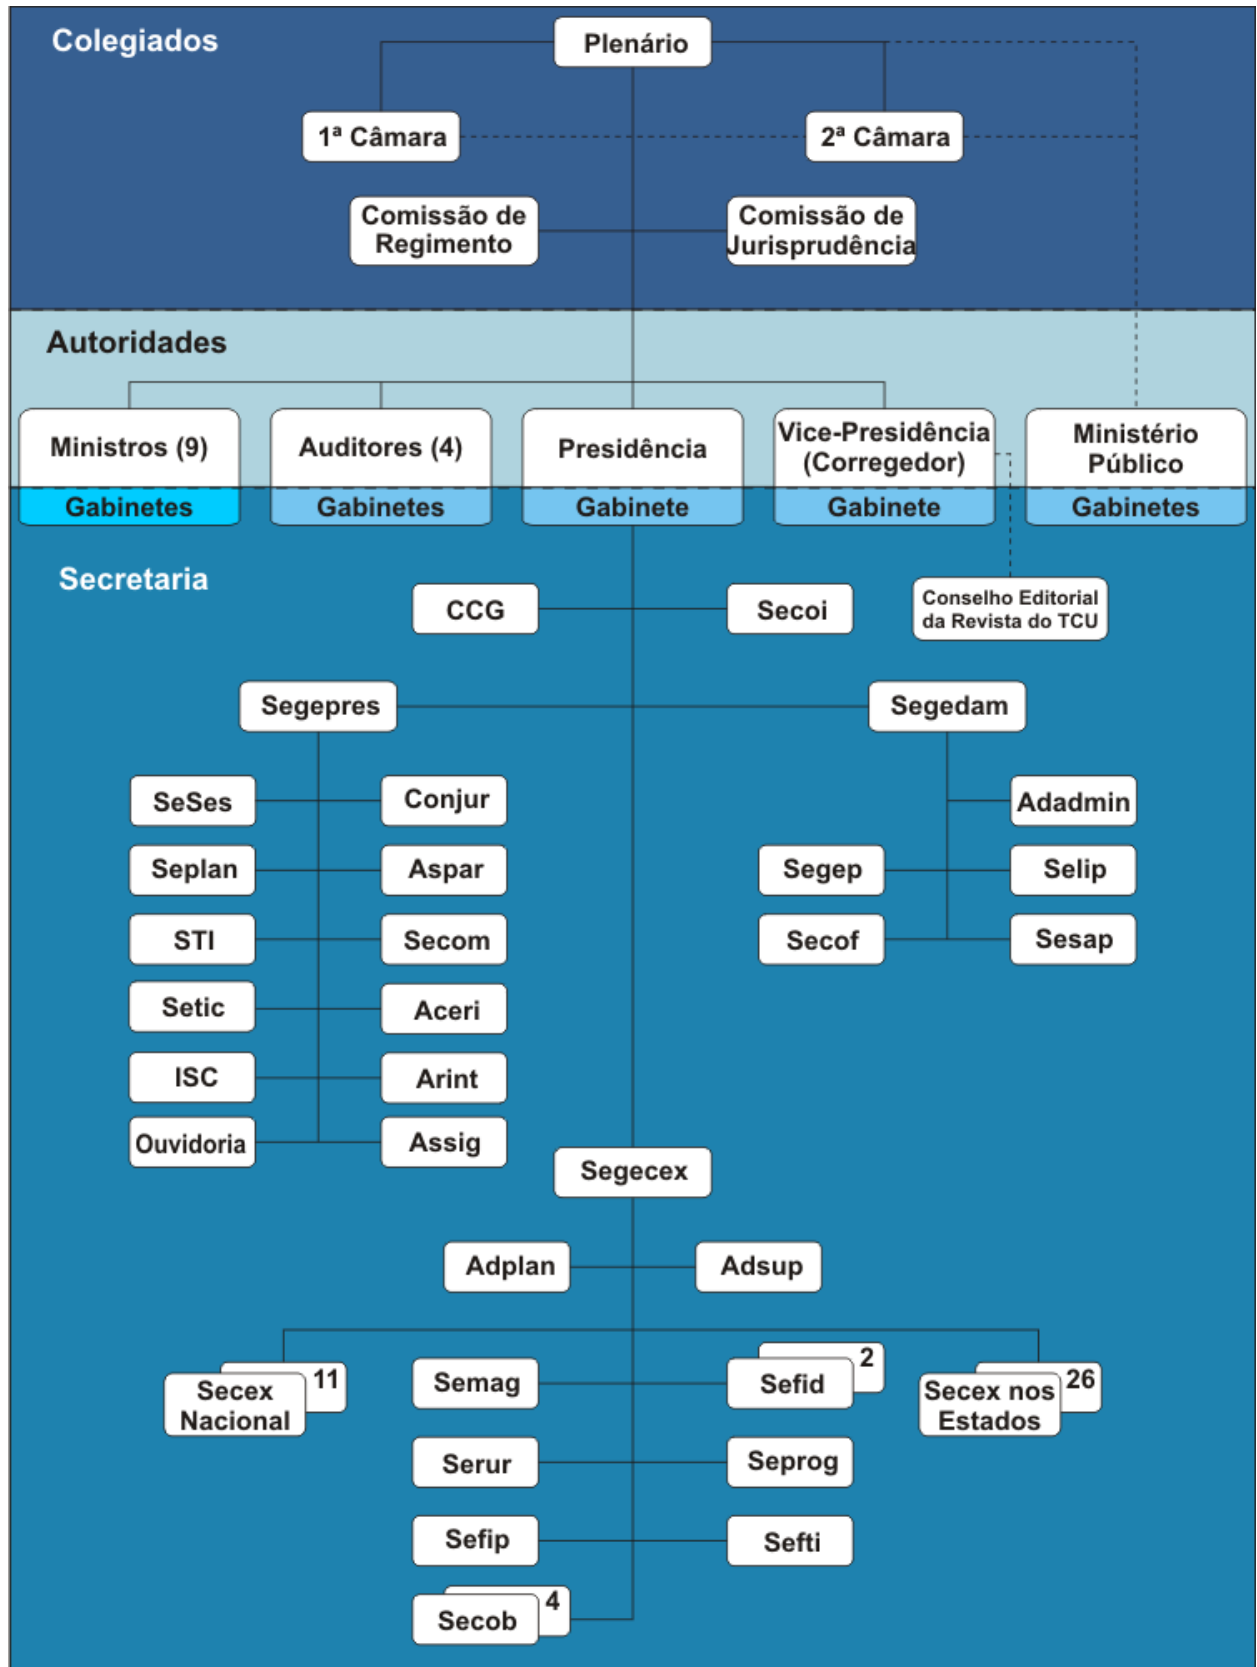 Colegiados
Plenário
1ª Câmara
2ª Câmara
Comissão de
Regimento
Comissão de
Jurisprudência
Autoridades
Ministros (9)
Gabinetes
Auditores (4)
Gabinetes
Presidência
Gabinete
Vice-Presidência
(Corregedor)
Gabinete
Ministério
Público
Gabinetes
Secretaria
CCG
Secoi
Conselho Editorial
da Revista do TCU
Segepres
Segedam
SeSes
Conjur
Adadmin
Seplan
Aspar
Segep
Selip
STI
Secom
Secof
Sesap
Setic
Aceri
ISC
Arint
Ouvidoria
Assig
Segecex
Adplan
Adsup
Secex
Nacional
11
Semag
Sefid
2
Secex nos
Estados
26
Serur
Seprog
Sefip
Sefti
Secob
4